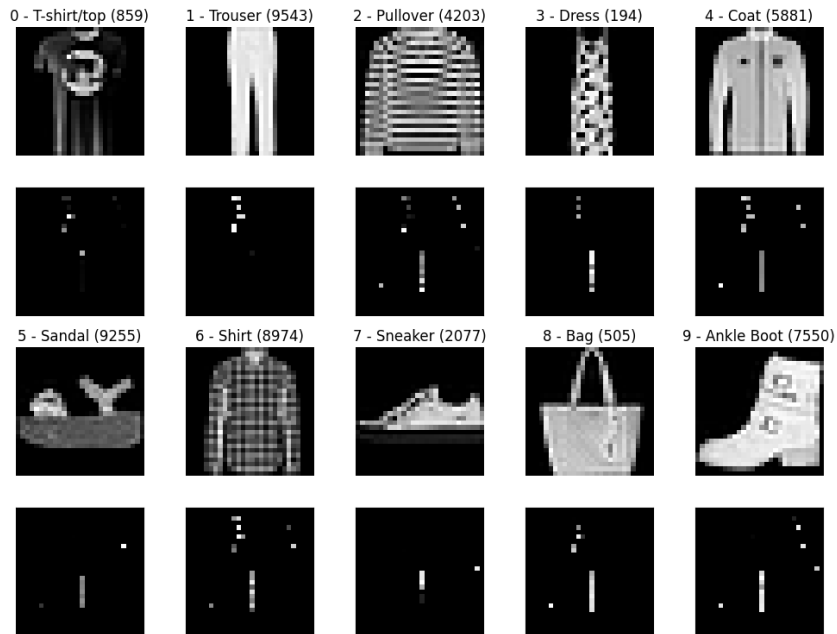 0 - T-shirt/top (859)
1 - Trouser (9543)
2 - Pullover (4203)
3 - Dress (194)
4 - Coat (5881)
5 - Sandal (9255)
6 - Shirt (8974)
7 - Sneaker (2077)
8 - Bag (505)
9 - Ankle Boot (7550)